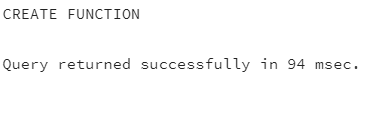 CREATE FUNCTION
Query returned successfully in 94 msec.